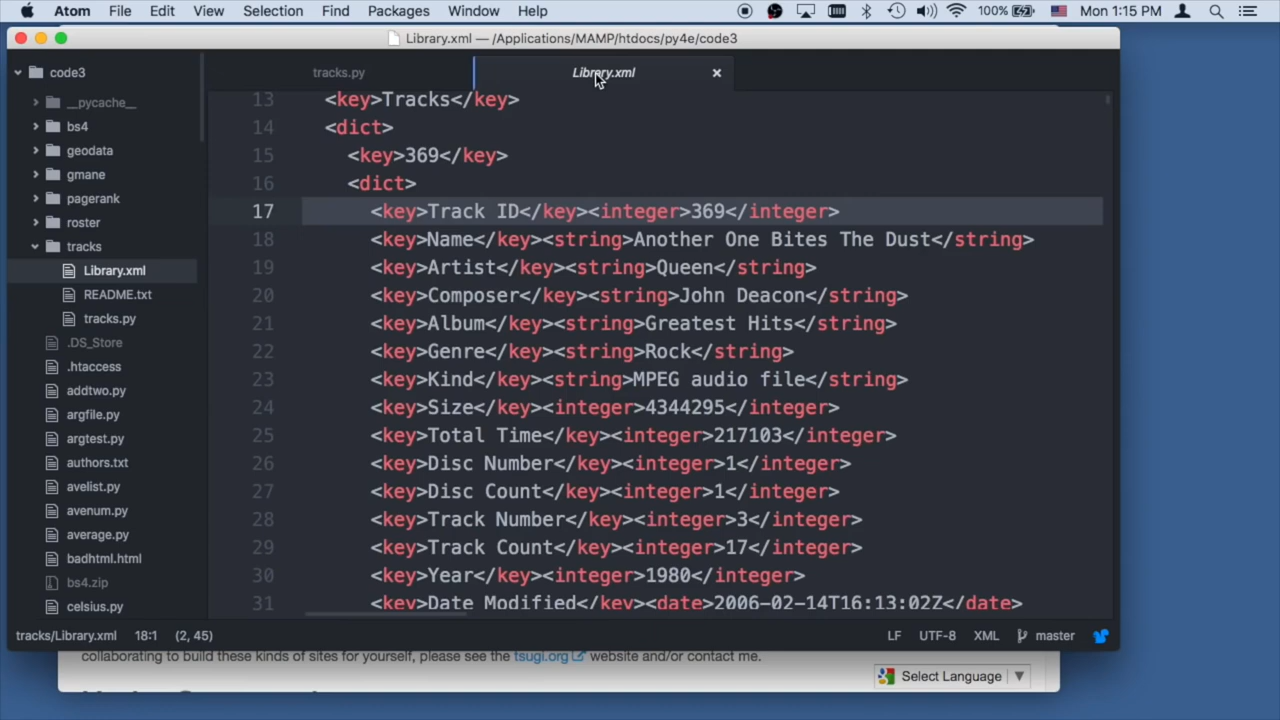 Atom File Edit View Selection Find Packages Window Help 100% Mon 1:15 PM
Library.xml — /Applications/MAMP/htdocs/py4e/code3
code3
__pycache__
bs4
geodata
gmane
pagerank
roster
tracks
Library.xml
README.txt
tracks.py
.DS_Store
.htaccess
addtwo.py
argfile.py
argtest.py
authors.txt
avelist.py
avenum.py
average.py
badhtml.html
bs4.zip
celsius.py
tracks.py Library.xml
13 <key>Tracks</key>
14 <dict>
15 <key>369</key>
16 <dict>
17 <key>Track ID</key><integer>369</integer>
18 <key>Name</key><string>Another One Bites The Dust</string>
19 <key>Artist</key><string>Queen</string>
20 <key>Composer</key><string>John Deacon</string>
21 <key>Album</key><string>Greatest Hits</string>
22 <key>Genre</key><string>Rock</string>
23 <key>Kind</key><string>MPEG audio file</string>
24 <key>Size</key><integer>4344295</integer>
25 <key>Total Time</key><integer>217103</integer>
26 <key>Disc Number</key><integer>1</integer>
27 <key>Disc Count</key><integer>1</integer>
28 <key>Track Number</key><integer>3</integer>
29 <key>Track Count</key><integer>17</integer>
30 <key>Year</key><integer>1980</integer>
31 <key>Date Modified</key><date>2006-02-14T16:13:02Z</date>
tracks/Library.xml 18:1 (2, 45) LF UTF-8 XML master
collaborating to build these kinds of sites for yourself, please see the tsugi.org website and/or contact me.
Select Language